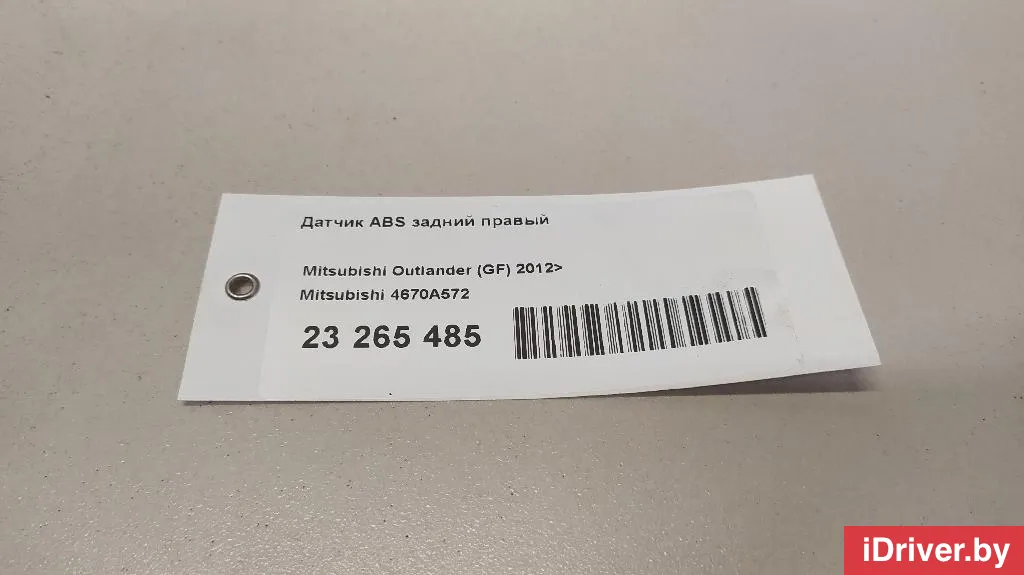 Датчик ABS задний правый
Mitsubishi Outlander (GF) 2012>
Mitsubishi 4670A572
23 265 485
iDriver.by